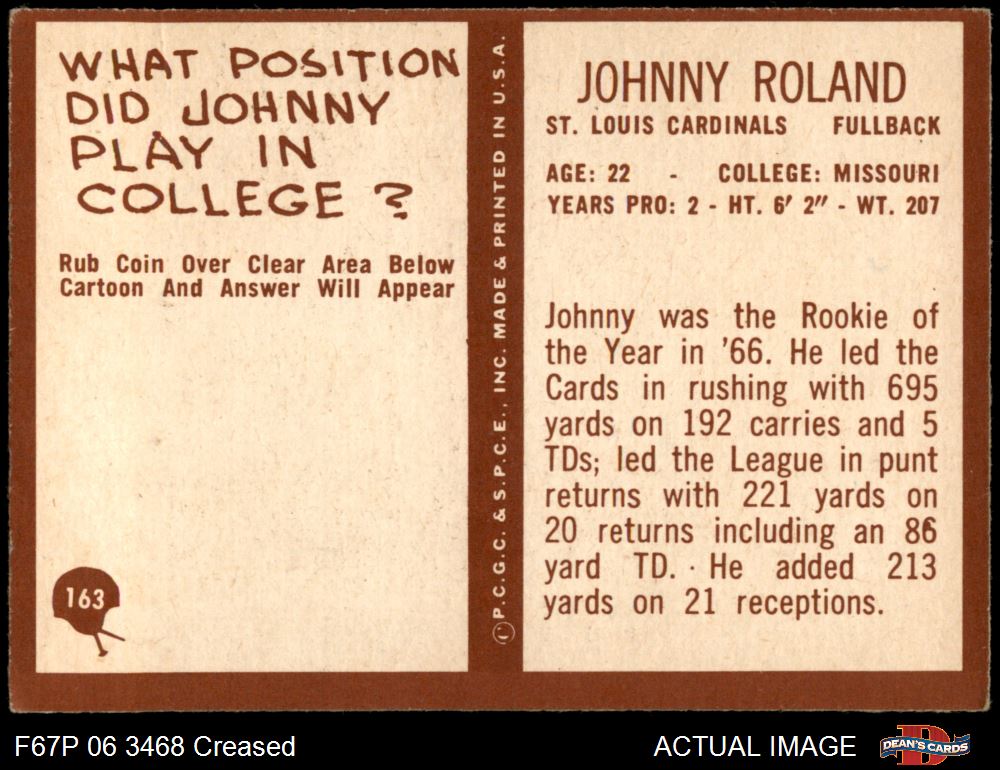 WHAT POSITION
DID JOHNNY
PLAY IN
COLLEGE ?
Rub Coin Over Clear Area Below
Cartoon And Answer Will Appear
163
© P.C.G.C. & S.P.C.E., INC. MADE & PRINTED IN U.S.A.
JOHNNY ROLAND
ST. LOUIS CARDINALS FULLBACK
AGE: 22 - COLLEGE: MISSOURI
YEARS PRO: 2 - HT. 6' 2" - WT. 207
Johnny was the Rookie of
the Year in '66. He led the
Cards in rushing with 695
yards on 192 carries and 5
TDs; led the League in punt
returns with 221 yards on
20 returns including an 86
yard TD. · He added 213
yards on 21 receptions.
F67P 06 3468 Creased
ACTUAL IMAGE
D
DEAN'S CARDS